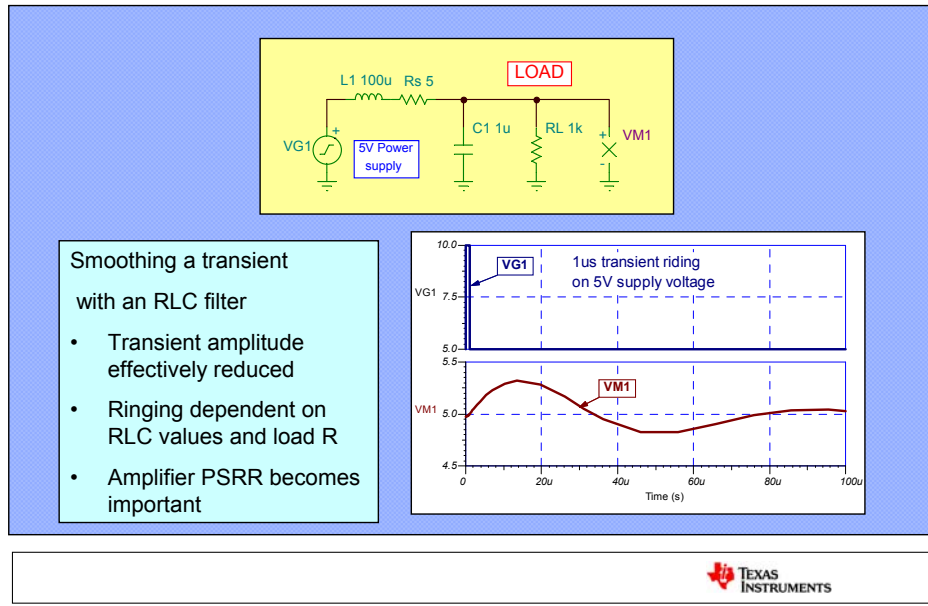 LOAD
L1 100u Rs 5
C1 1u RL 1k VM1
+
+
VG1
-
5V Power
supply
Smoothing a transient
with an RLC filter
• Transient amplitude
effectively reduced
• Ringing dependent on
RLC values and load R
• Amplifier PSRR becomes
important
10.0
VG1
1us transient riding
on 5V supply voltage
VG1
7.5
5.0
5.5
VM1
VM1
5.0
4.5
0 20u 40u 60u 80u 100u
Time (s)
TEXAS
INSTRUMENTS